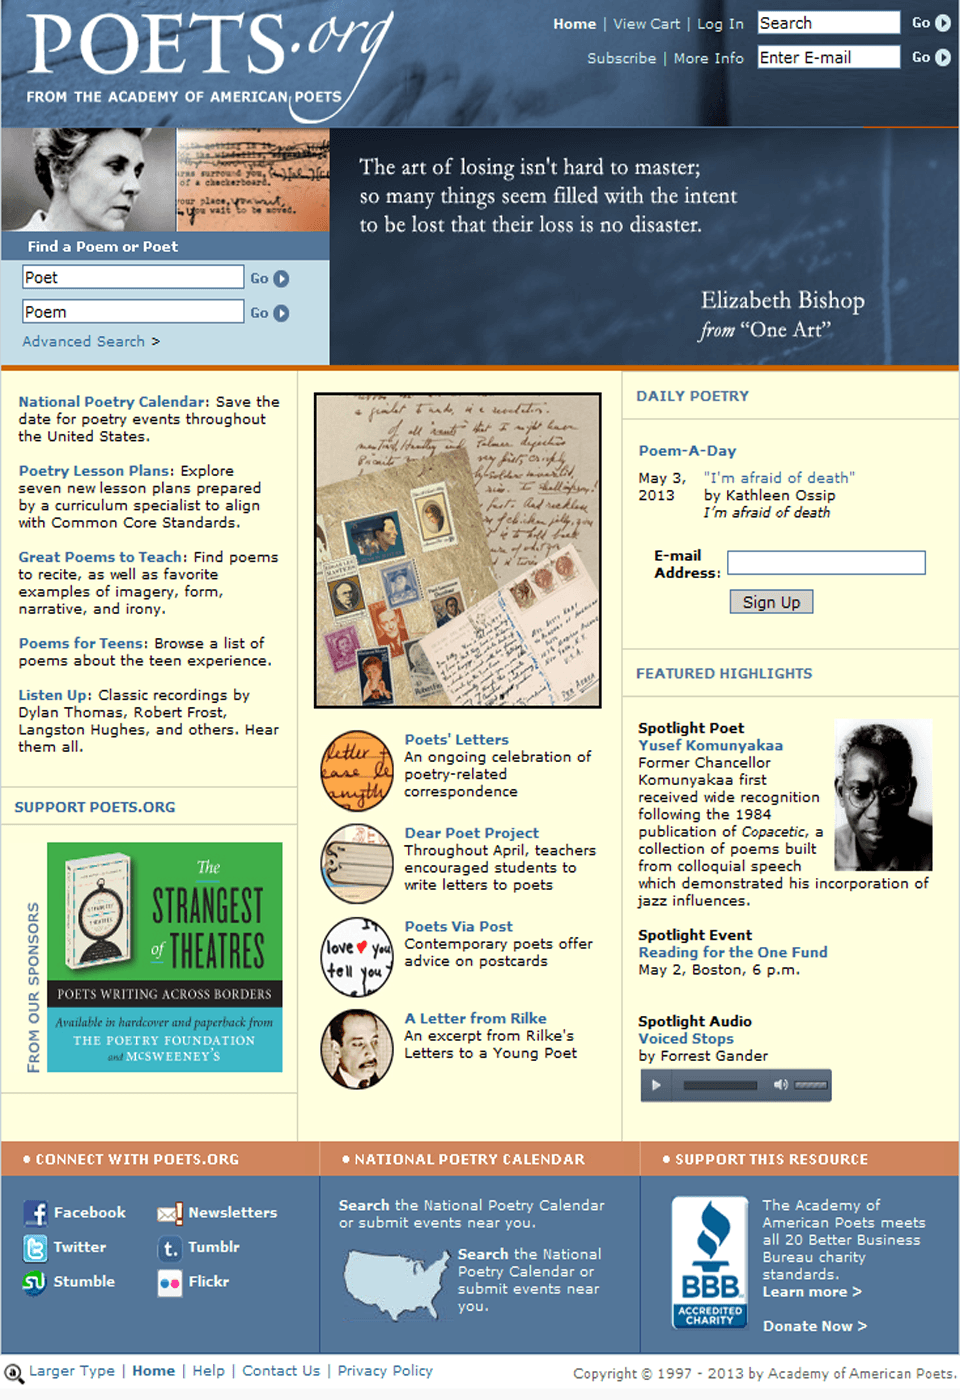 POETS.org
FROM THE ACADEMY OF AMERICAN POETS
Home | View Cart | Log In
Search
Go
Subscribe | More Info
Enter E-mail
Go
Find a Poem or Poet
Poet
Go
Poem
Go
Advanced Search >
The art of losing isn't hard to master;
so many things seem filled with the intent
to be lost that their loss is no disaster.
Elizabeth Bishop
from “One Art”
National Poetry Calendar: Save the
date for poetry events throughout
the United States.
Poetry Lesson Plans: Explore
seven new lesson plans prepared
by a curriculum specialist to align
with Common Core Standards.
Great Poems to Teach: Find poems
to recite, as well as favorite
examples of imagery, form,
narrative, and irony.
Poems for Teens: Browse a list of
poems about the teen experience.
Listen Up: Classic recordings by
Dylan Thomas, Robert Frost,
Langston Hughes, and others. Hear
them all.
SUPPORT POETS.ORG
FROM OUR SPONSORS
The
STRANGEST
of THEATRES
POETS WRITING ACROSS BORDERS
Available in hardcover and paperback from
THE POETRY FOUNDATION
and McSWEENEY'S
Poets' Letters
An ongoing celebration of
poetry-related
correspondence
Dear Poet Project
Throughout April, teachers
encouraged students to
write letters to poets
love you
tell you
Poets Via Post
Contemporary poets offer
advice on postcards
A Letter from Rilke
An excerpt from Rilke's
Letters to a Young Poet
DAILY POETRY
Poem-A-Day
May 3, 2013
"I'm afraid of death"
by Kathleen Ossip
I'm afraid of death
E-mail
Address:
Sign Up
FEATURED HIGHLIGHTS
Spotlight Poet
Yusef Komunyakaa
Former Chancellor
Komunyakaa first
received wide recognition
following the 1984
publication of Copacetic, a
collection of poems built
from colloquial speech
which demonstrated his incorporation of
jazz influences.
Spotlight Event
Reading for the One Fund
May 2, Boston, 6 p.m.
Spotlight Audio
Voiced Stops
by Forrest Gander
• CONNECT WITH POETS.ORG
Facebook
Newsletters
Twitter
Tumblr
Stumble
Flickr
• NATIONAL POETRY CALENDAR
Search the National Poetry Calendar
or submit events near you.
Search the National
Poetry Calendar or
submit events near
you.
• SUPPORT THIS RESOURCE
BBB
ACCREDITED
CHARITY
The Academy of
American Poets meets
all 20 Better Business
Bureau charity
standards.
Learn more >
Donate Now >
Larger Type | Home | Help | Contact Us | Privacy Policy
Copyright © 1997 - 2013 by Academy of American Poets.